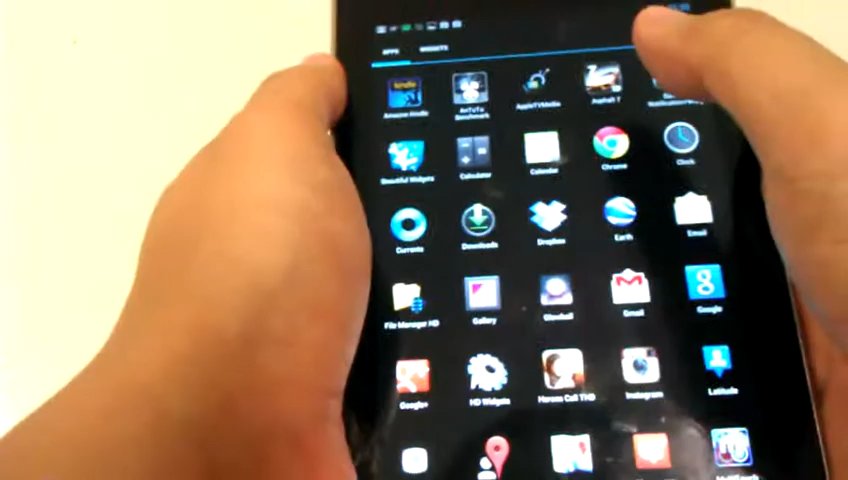 APPS WIDGETS
kindle
Amazon Kindle AnTuTu Benchmark AppleTVMedia Asphalt 7
Beautiful Widgets Calculator Calendar Chrome Clock
Currents Downloads Dropbox Earth Email
File Manager HD Gallery Glowball Gmail Google
Google+ HD Widgets Heroes Call THD Instagram Latitude